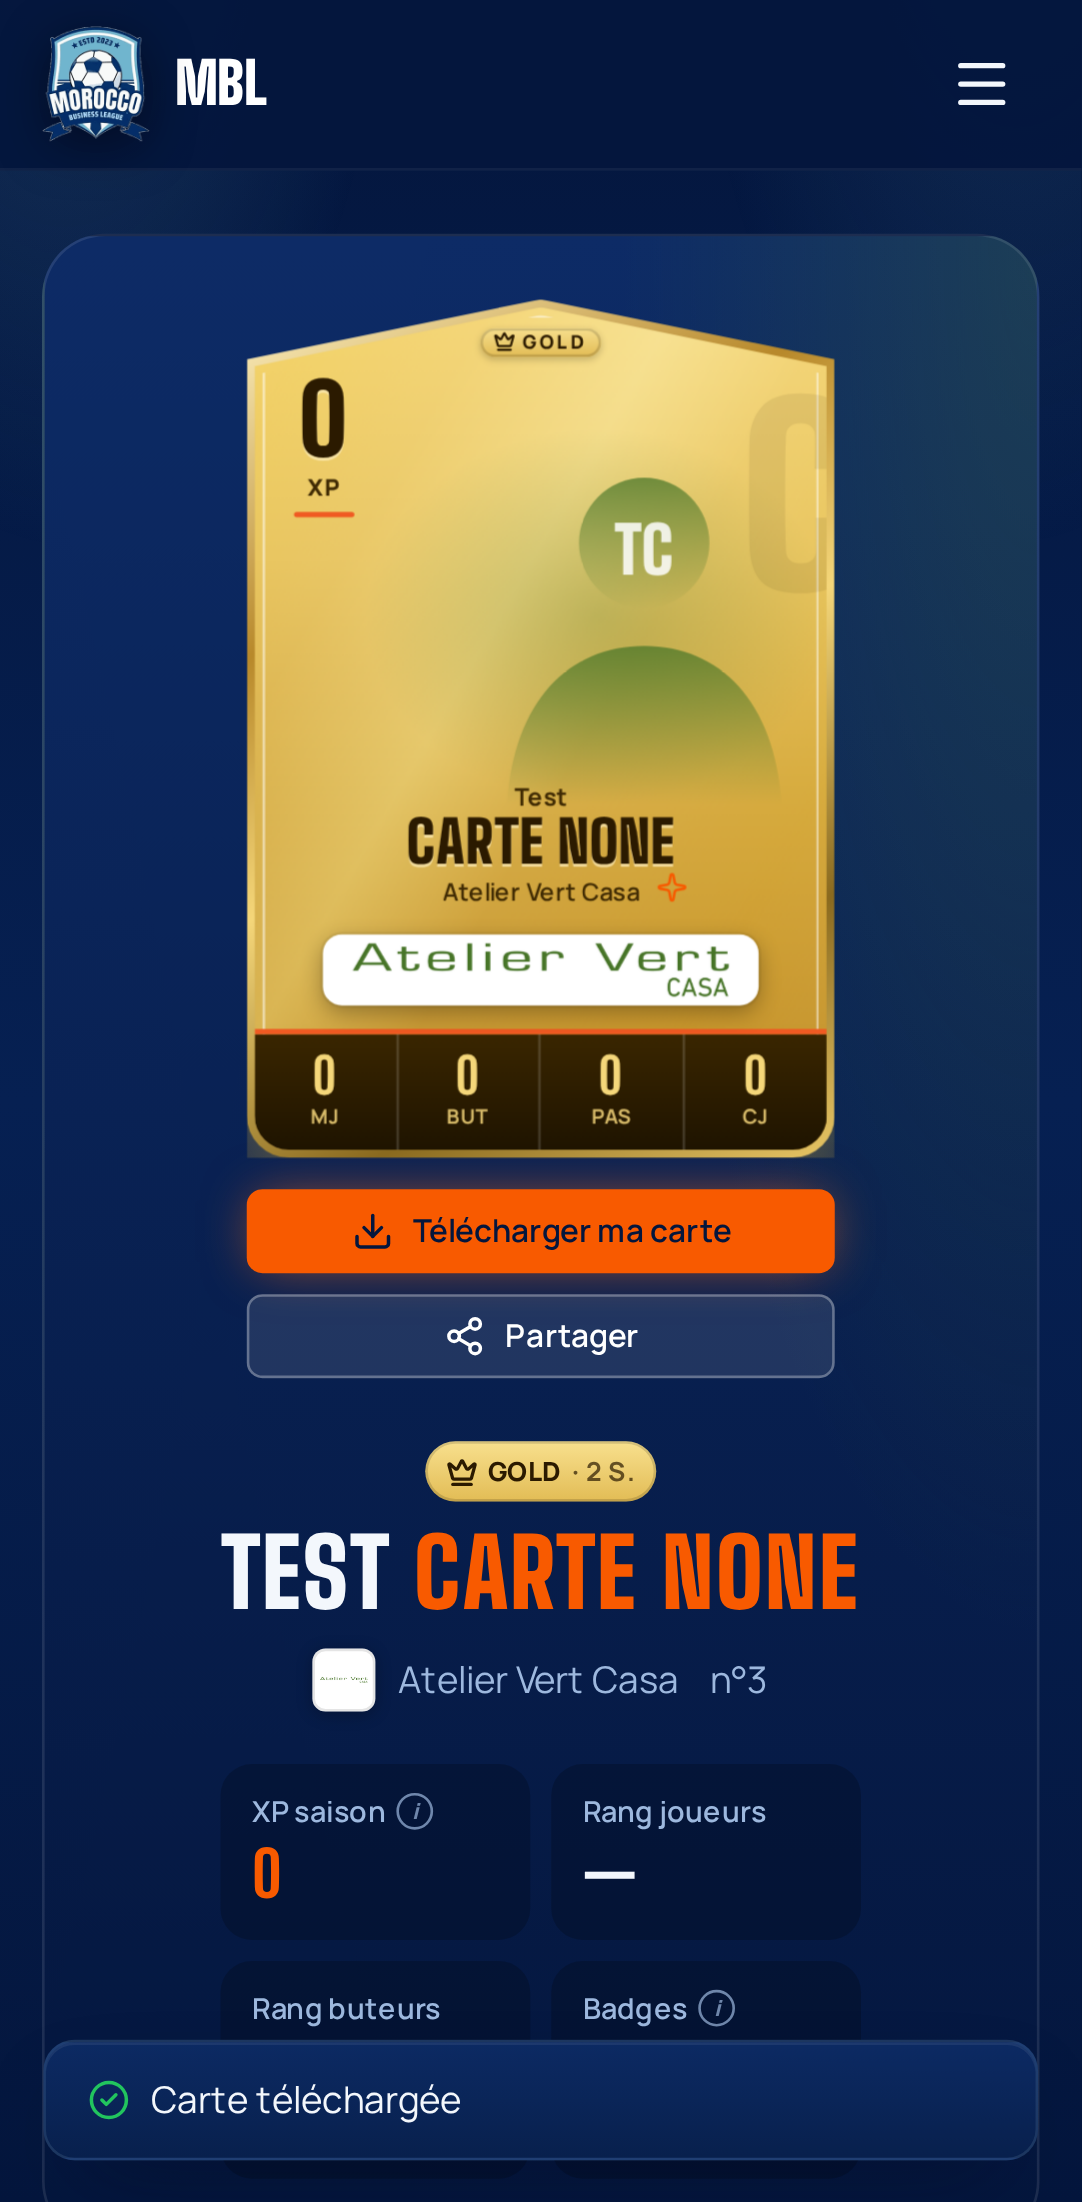 ★ ESTD 2023 ★
MOROCCO
BUSINESS LEAGUE
MBL
GOLD
0
XP
TC
Test
CARTE NONE
Atelier Vert Casa
Atelier Vert
CASA
0 0 0 0
MJ BUT PAS CJ
Télécharger ma carte
Partager
GOLD · 2 S.
TEST CARTE NONE
Atelier Vert Casa n°3
XP saison i Rang joueurs
0 —
Rang buteurs Badges i
Carte téléchargée